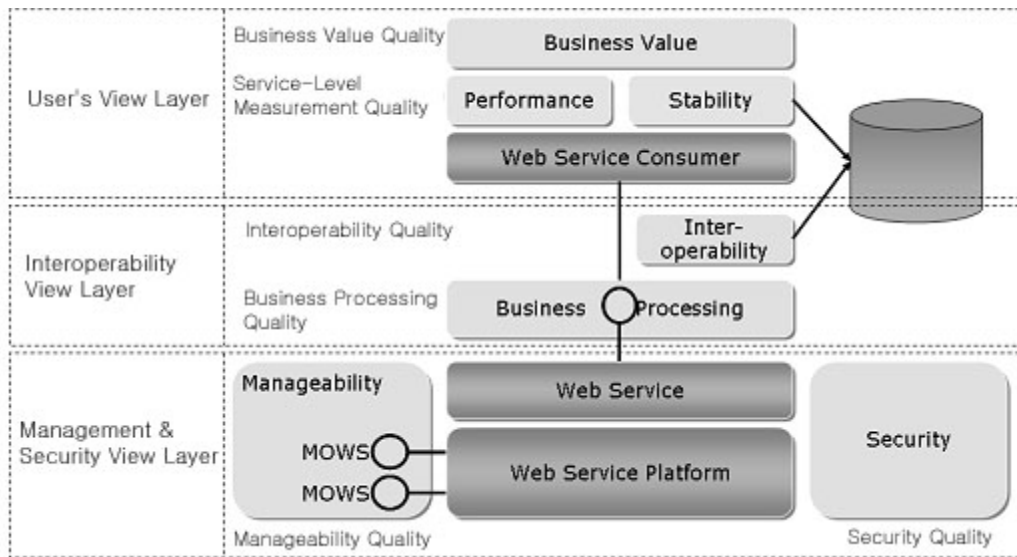 Business Value Quality
Business Value
User's View Layer
Service-Level
Measurement Quality
Performance
Stability
Web Service Consumer
Interoperability
View Layer
Interoperability Quality
Inter-
operability
Business Processing
Quality
Business Processing
Management &
Security View Layer
Manageability
MOWS
MOWS
Manageability Quality
Web Service
Web Service Platform
Security
Security Quality